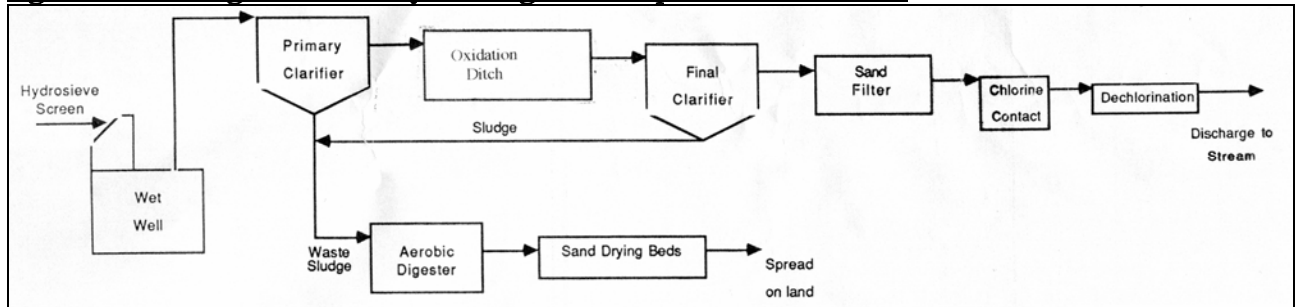 Hydrosieve
Screen
Wet
Well
Primary
Clarifier
Oxidation
Ditch
Final
Clarifier
Sand
Filter
Chlorine
Contact
Dechlorination
Discharge to
Stream
Sludge
Waste
Sludge
Aerobic
Digester
Sand Drying Beds
Spread
on land